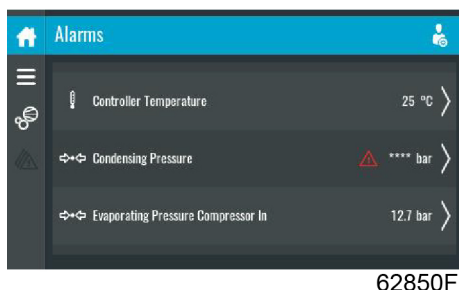 Alarms
Controller Temperature 25 °C
Condensing Pressure **** bar
Evaporating Pressure Compressor In 12.7 bar
62850F